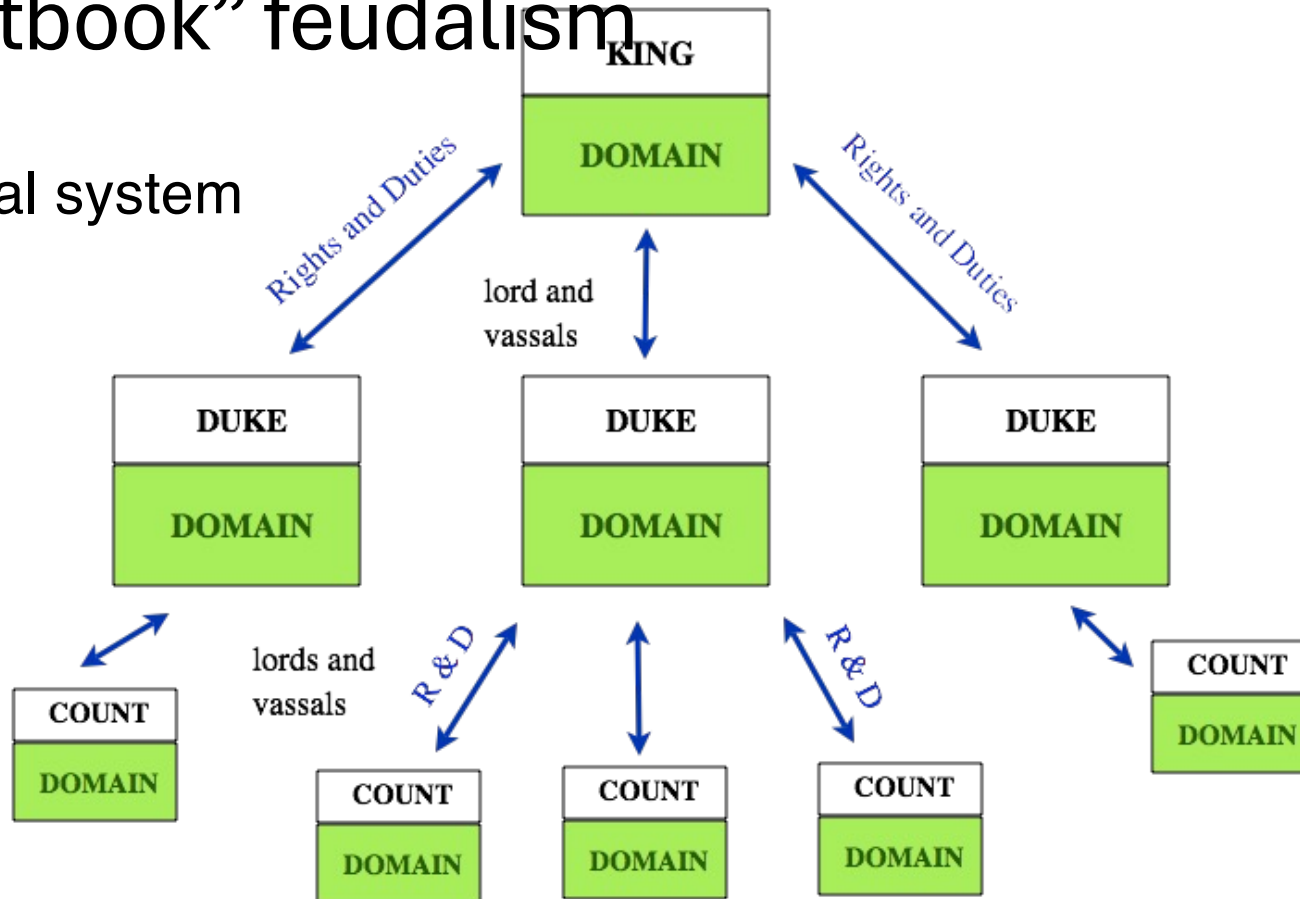 tbook” feudalism
KING
DOMAIN
al system
Rights and Duties
Rights and Duties
lord and
vassals
DUKE
DUKE
DUKE
DOMAIN
DOMAIN
DOMAIN
lords and
vassals
R & D
R & D
COUNT
DOMAIN
COUNT
DOMAIN
COUNT
DOMAIN
COUNT
DOMAIN
COUNT
DOMAIN